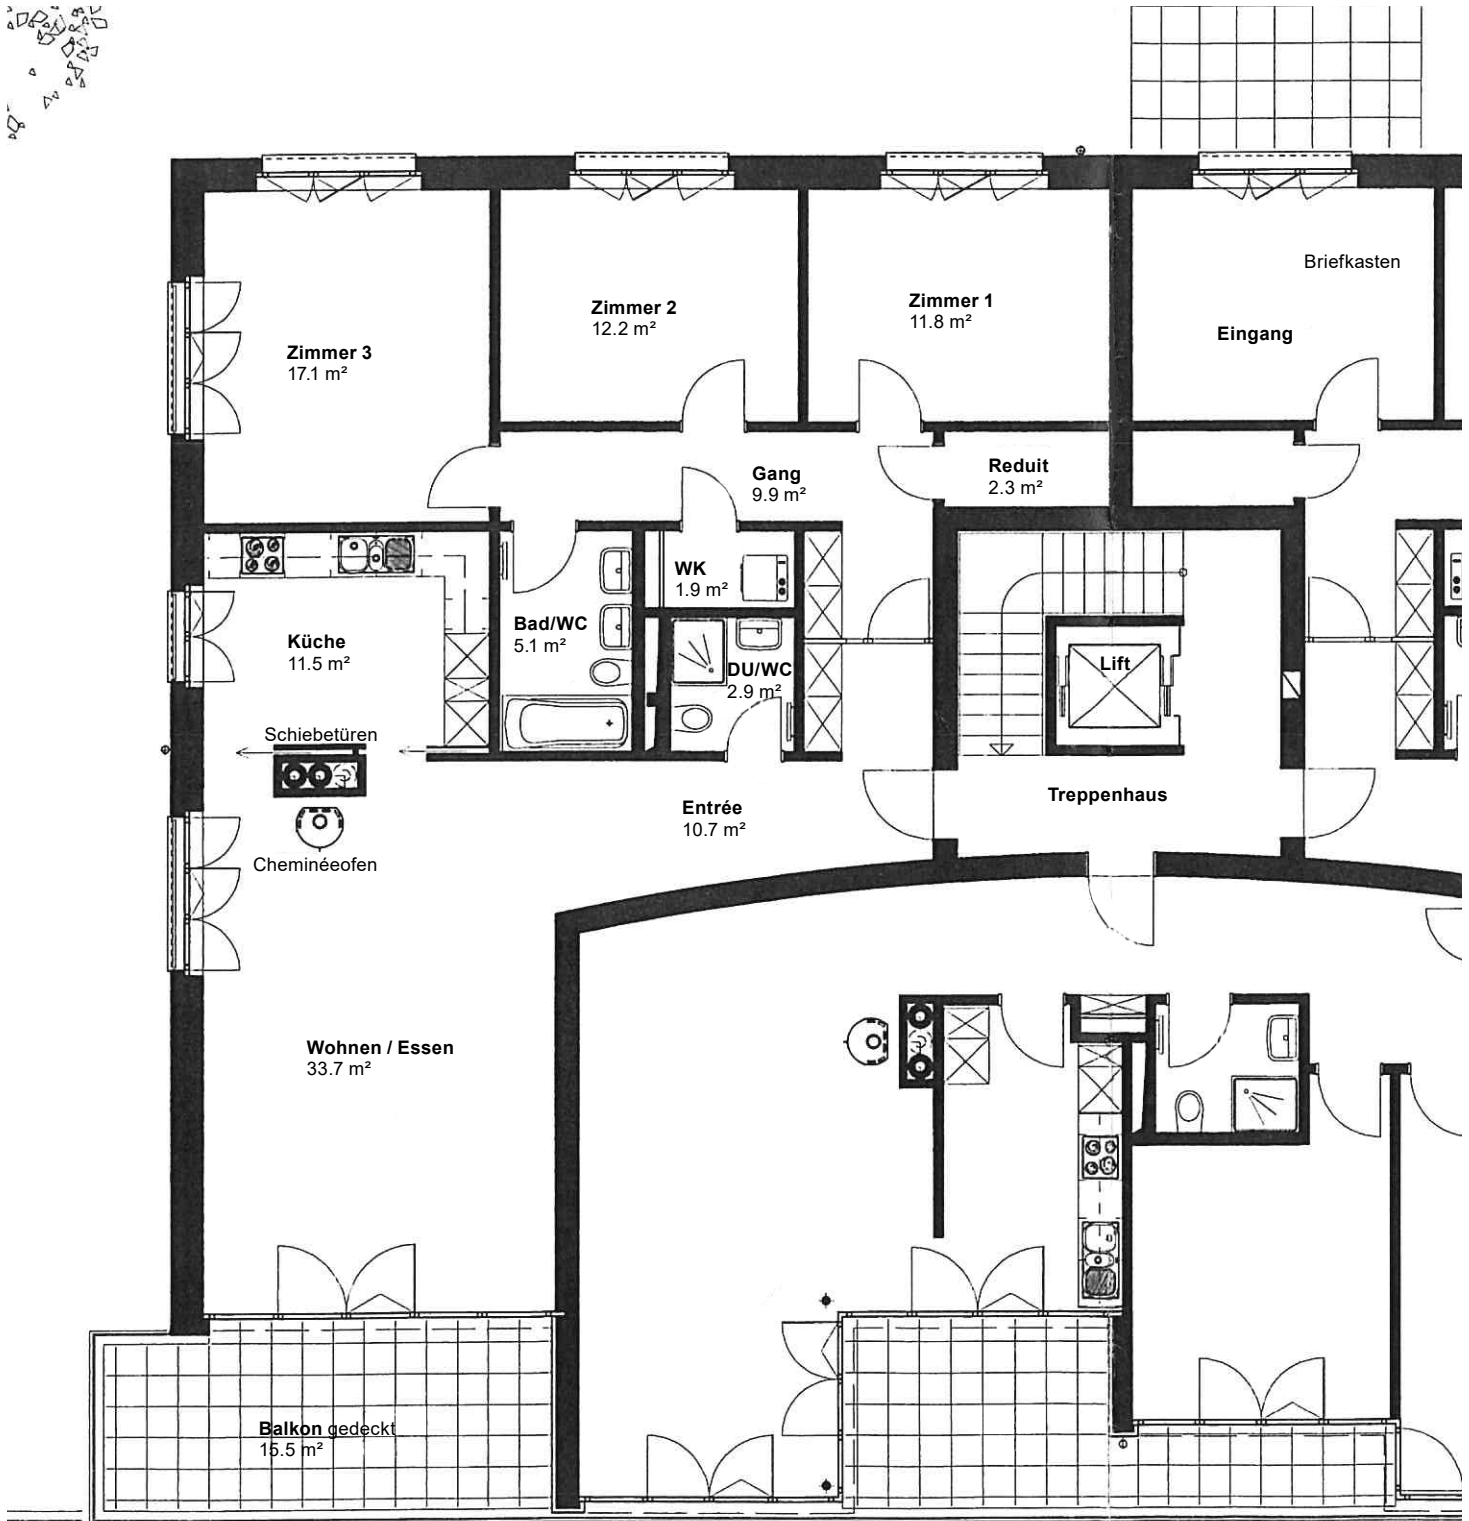 Briefkasten
Zimmer 2
12.2 m²
Zimmer 1
11.8 m²
Eingang
Zimmer 3
17.1 m²
Gang
9.9 m²
Reduit
2.3 m²
WK
1.9 m²
Bad/WC
5.1 m²
Küche
11.5 m²
DU/WC
2.9 m²
Lift
Schiebetüren
Entrée
10.7 m²
Treppenhaus
Cheminéeofen
Wohnen / Essen
33.7 m²
Balkon gedeckt
15.5 m²